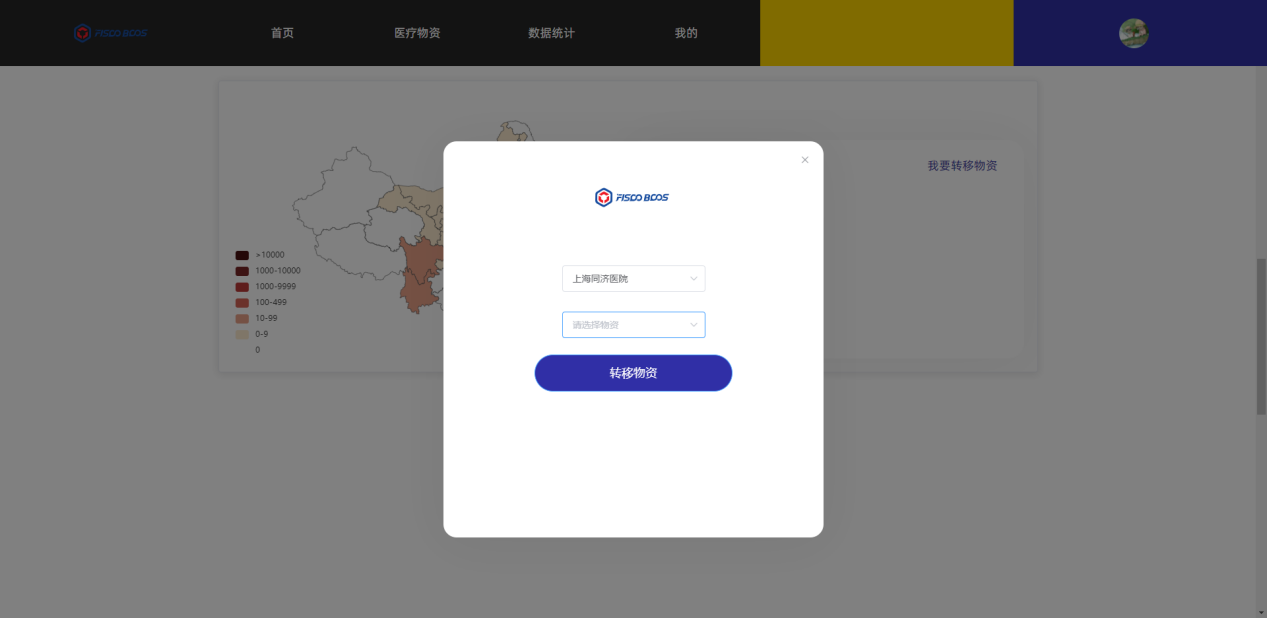 FISCO BCOS
首页
医疗物资
数据统计
我的
我要转移物资
>10000
1000-10000
1000-9999
100-499
10-99
0-9
0
FISCO BCOS
上海同济医院
请选择物资
转移物资